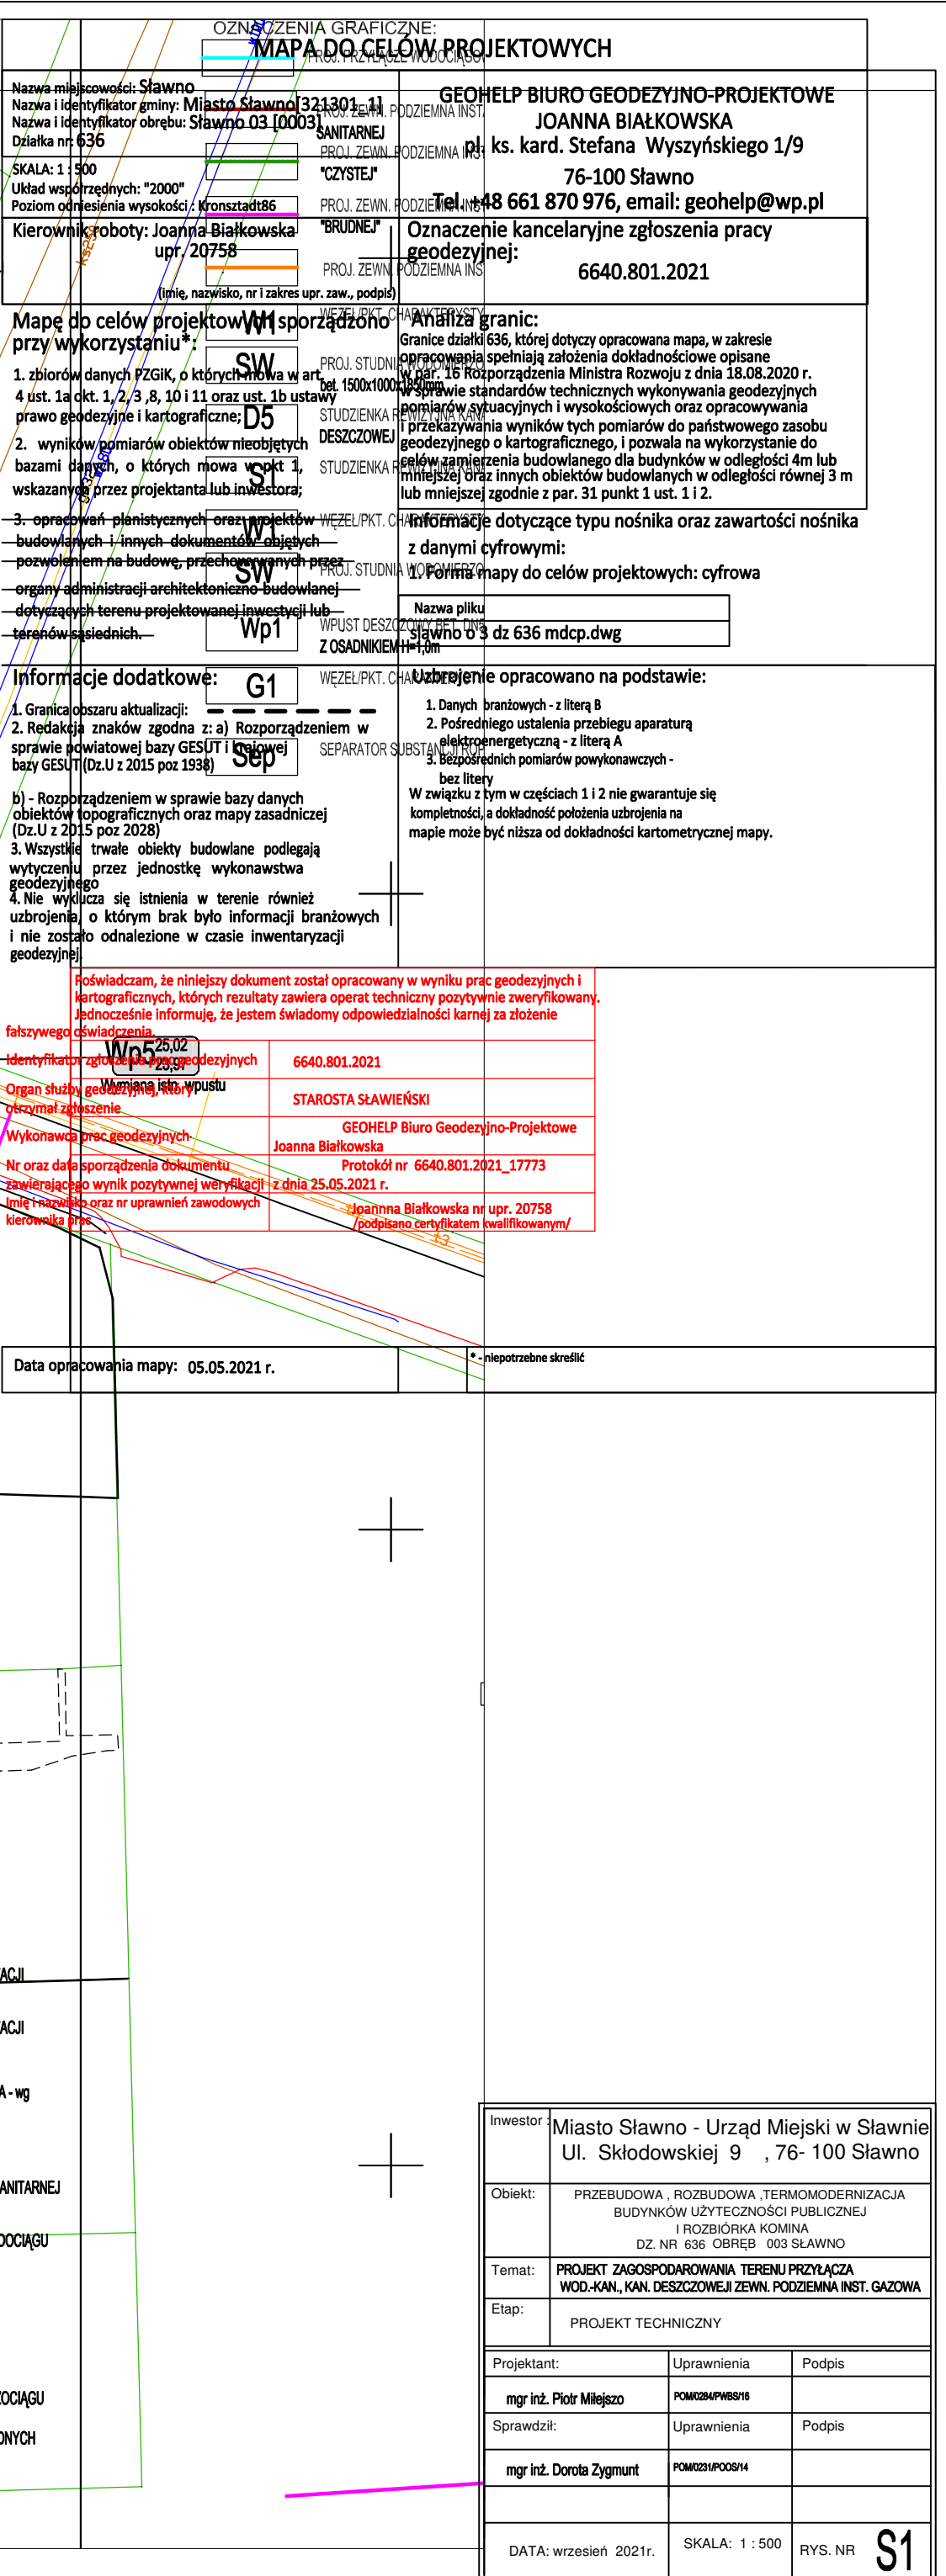 OZNACZENIA GRAFICZNE:
MAPA DO CELÓW PROJEKTOWYCH
PROJ. PRZYŁĄCZE WODOCIĄGO
Nazwa miejscowości: Sławno
Nazwa i identyfikator gminy: Miasto Sławno[321301_1]
Nazwa i identyfikator obrębu: Sławno 03 [0003]
Działka nr: 636
SKALA: 1 : 500
Układ współrzędnych: "2000"
Poziom odniesienia wysokości : Kronsztadt86
GEOHELP BIURO GEODEZYJNO-PROJEKTOWE
JOANNA BIAŁKOWSKA
pl. ks. kard. Stefana Wyszyńskiego 1/9
76-100 Sławno
Tel. +48 661 870 976, email: geohelp@wp.pl
PROJ. ZEWN. PODZIEMNA INST.
SANITARNEJ
PROJ. ZEWN. PODZIEMNA INST
"CZYSTEJ"
PROJ. ZEWN. PODZIEMNA INST
"BRUDNEJ"
PROJ. ZEWN. PODZIEMNA INS
Kierownik roboty: Joanna Białkowska
upr. 20758
(imię, nazwisko, nr i zakres upr. zaw., podpis)
Oznaczenie kancelaryjne zgłoszenia pracy
geodezyjnej:
6640.801.2021
ks250
Mapę do celów projektowych sporządzono
przy wykorzystaniu*:
1. zbiorów danych PZGiK, o których mowa w art.
4 ust. 1a okt. 1, 2, 3 ,8, 10 i 11 oraz ust. 1b ustawy
prawo geodezyjne i kartograficzne;
2. wyników pomiarów obiektów nieobjętych
bazami danych, o których mowa w pkt 1,
wskazanych przez projektanta lub inwestora;
3. opracowań planistycznych oraz projektów
budowlanych i innych dokumentów objętych
pozwoleniem na budowę, przechowywanych przez
organy administracji architektoniczno-budowlanej
dotyczących terenu projektowanej inwestycji lub
terenów sąsiednich.
W1
WĘZEŁ/PKT. CHARAKTERYSTY
SW
PROJ. STUDNIA WODOMIERZO
bet. 1500x1000x1850mm
D5
STUDZIENKA REWIZYJNA KANA
DESZCZOWEJ
S1
STUDZIENKA REWIZYJNA KANA
W1
WĘZEŁ/PKT. CHARAKTERYSTY
SW
PROJ. STUDNIA WODOMIERZO
Wp1
WPUST DESZCZOWY BET. DN5
Z OSADNIKIEM H=1,0m
G1
WĘZEŁ/PKT. CHARAKTERYSTY
Sep
SEPARATOR SUBSTANCJI ROP
Analiza granic:
Granice działki 636, której dotyczy opracowana mapa, w zakresie
opracowania spełniają założenia dokładnościowe opisane
w par. 16 Rozporządzenia Ministra Rozwoju z dnia 18.08.2020 r.
w sprawie standardów technicznych wykonywania geodezyjnych
pomiarów sytuacyjnych i wysokościowych oraz opracowywania
i przekazywania wyników tych pomiarów do państwowego zasobu
geodezyjnego o kartograficznego, i pozwala na wykorzystanie do
celów zamierzenia budowlanego dla budynków w odległości 4m lub
mniejszej oraz innych obiektów budowlanych w odległości równej 3 m
lub mniejszej zgodnie z par. 31 punkt 1 ust. 1 i 2.
Informacje dotyczące typu nośnika oraz zawartości nośnika
z danymi cyfrowymi:
1. Forma mapy do celów projektowych: cyfrowa
Nazwa pliku
sławno o 3 dz 636 mdcp.dwg
Informacje dodatkowe:
1. Granica obszaru aktualizacji:
2. Redakcja znaków zgodna z: a) Rozporządzeniem w
sprawie powiatowej bazy GESUT i krajowej
bazy GESUT (Dz.U z 2015 poz 1938)
b) - Rozporządzeniem w sprawie bazy danych
obiektów topograficznych oraz mapy zasadniczej
(Dz.U z 2015 poz 2028)
3. Wszystkie trwałe obiekty budowlane podlegają
wytyczeniu przez jednostkę wykonawstwa
geodezyjnego
4. Nie wyklucza się istnienia w terenie również
uzbrojenia, o którym brak było informacji branżowych
i nie zostało odnalezione w czasie inwentaryzacji
geodezyjnej.
Uzbrojenie opracowano na podstawie:
1. Danych branżowych - z literą B
2. Pośredniego ustalenia przebiegu aparaturą
elektroenergetyczną - z literą A
3. Bezpośrednich pomiarów powykonawczych -
bez litery
W związku z tym w częściach 1 i 2 nie gwarantuje się
kompletności, a dokładność położenia uzbrojenia na
mapie może być niższa od dokładności kartometrycznej mapy.
Poświadczam, że niniejszy dokument został opracowany w wyniku prac geodezyjnych i
kartograficznych, których rezultaty zawiera operat techniczny pozytywnie zweryfikowany.
Jednocześnie informuję, że jestem świadomy odpowiedzialności karnej za złożenie
fałszywego oświadczenia.
Wp5 25,02
23,97
Wymiana istn. wpustu
Identyfikator zgłoszenia prac geodezyjnych
6640.801.2021
Organ służby geodezyjnej, który
otrzymał zgłoszenie
STAROSTA SŁAWIEŃSKI
Wykonawca prac geodezyjnych
GEOHELP Biuro Geodezyjno-Projektowe
Joanna Białkowska
Nr oraz data sporządzenia dokumentu
zawierającego wynik pozytywnej weryfikacji
Protokół nr 6640.801.2021_17773
z dnia 25.05.2021 r.
Imię i nazwisko oraz nr uprawnień zawodowych
kierownika prac
Joannna Białkowska nr upr. 20758
/podpisano certyfikatem kwalifikowanym/
Data opracowania mapy: 05.05.2021 r.
* - niepotrzebne skreślić
ACJI
ACJI
A - wg
ANITARNEJ
DOCIĄGU
OCIĄGU
ONYCH
Inwestor :
Miasto Sławno - Urząd Miejski w Sławnie
Ul. Skłodowskiej 9 , 76- 100 Sławno
Obiekt:
PRZEBUDOWA , ROZBUDOWA ,TERMOMODERNIZACJA
BUDYNKÓW UŻYTECZNOŚCI PUBLICZNEJ
I ROZBIÓRKA KOMINA
DZ. NR 636 OBRĘB 003 SŁAWNO
Temat:
PROJEKT ZAGOSPODAROWANIA TERENU PRZYŁĄCZA
WOD.-KAN., KAN. DESZCZOWEJI ZEWN. PODZIEMNA INST. GAZOWA
Etap:
PROJEKT TECHNICZNY
Projektant:
Uprawnienia
Podpis
mgr inż. Piotr Miłejszo
POM/0284/PWBS/16
Sprawdził:
Uprawnienia
Podpis
mgr inż. Dorota Zygmunt
POM/0231/POOS/14
DATA: wrzesień 2021r.
SKALA: 1 : 500
RYS. NR S1